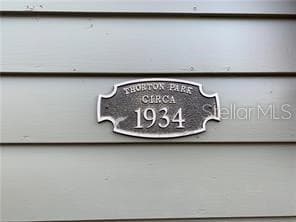 THORTON PARK
CIRCA
1934
StellarMLS